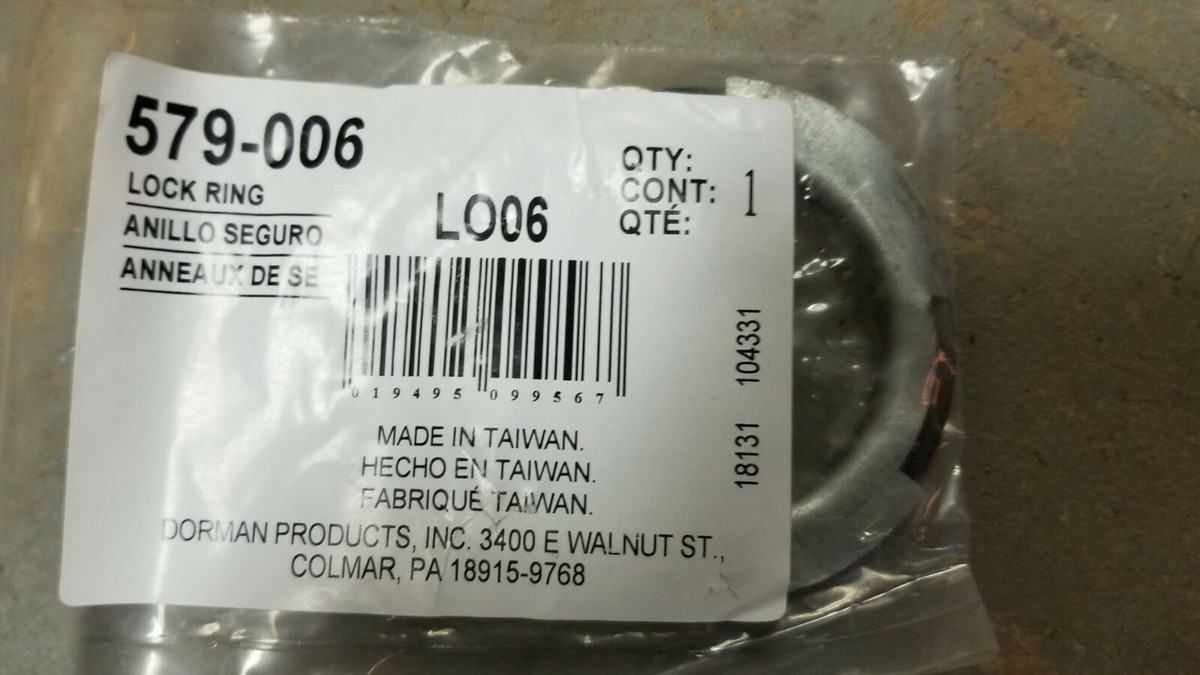 579-006
LOCK RING
ANILLO SEGURO
ANNEAUX DE SE
LO06
QTY:
CONT: 1
QTÉ:
019495 099567
18131 104331
MADE IN TAIWAN.
HECHO EN TAIWAN.
FABRIQUÉ TAIWAN.
DORMAN PRODUCTS, INC. 3400 E WALNUT ST.,
COLMAR, PA 18915-9768